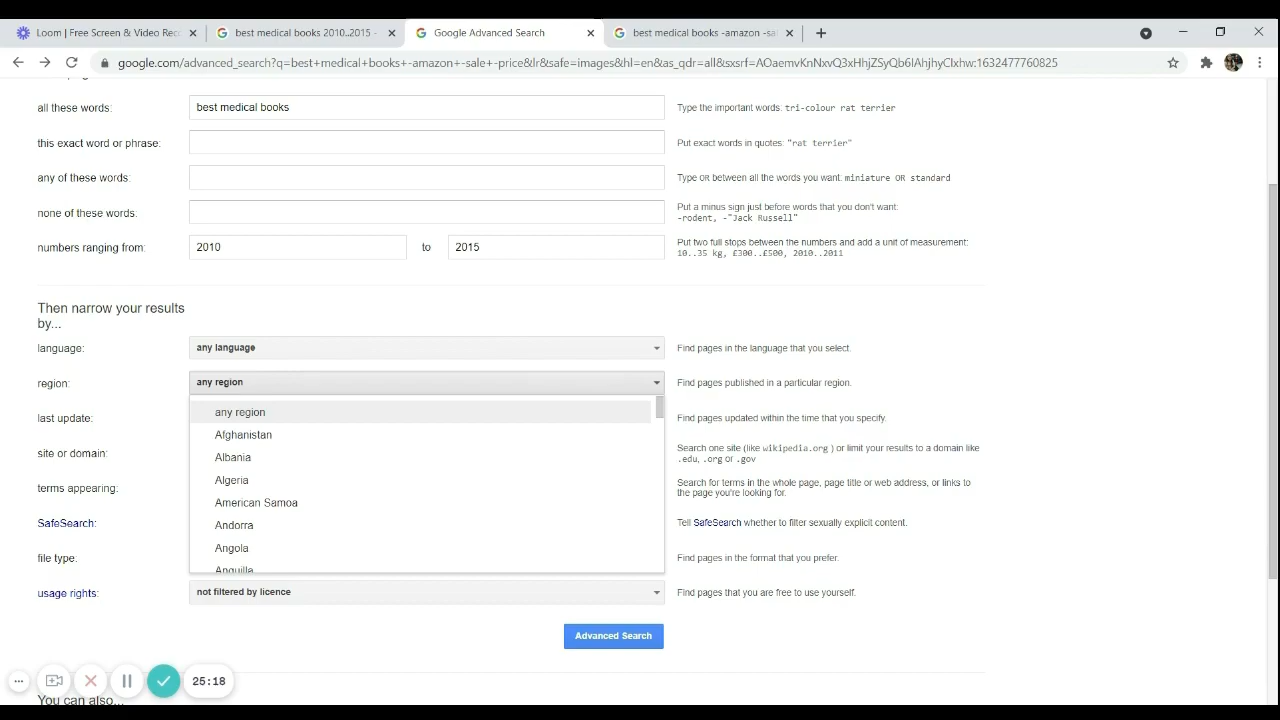 Loom | Free Screen & Video Rec
best medical books 2010..2015 -
Google Advanced Search
best medical books -amazon -sa
google.com/advanced_search?q=best+medical+books+-amazon+-sale+-price&lr&safe=images&hl=en&as_qdr=all&sxsrf=AOaemvKnNxvQ3xHhjZSyQb6IAhjhyClxhw:1632477760825
all these words:
best medical books
Type the important words: tri-colour rat terrier
this exact word or phrase:
Put exact words in quotes: "rat terrier"
any of these words:
Type OR between all the words you want: miniature OR standard
none of these words:
Put a minus sign just before words that you don't want:
-rodent, -"Jack Russell"
numbers ranging from:
2010
to
2015
Put two full stops between the numbers and add a unit of measurement:
10..35 kg, £300..£500, 2010..2011
Then narrow your results
by...
language:
any language
Find pages in the language that you select.
region:
any region
Find pages published in a particular region.
any region
Afghanistan
Albania
Algeria
American Samoa
Andorra
Angola
Anguilla
last update:
Find pages updated within the time that you specify.
site or domain:
Search one site (like wikipedia.org ) or limit your results to a domain like
.edu, .org or .gov
terms appearing:
Search for terms in the whole page, page title or web address, or links to
the page you're looking for.
SafeSearch:
Tell SafeSearch whether to filter sexually explicit content.
file type:
Find pages in the format that you prefer.
usage rights:
not filtered by licence
Find pages that you are free to use yourself.
Advanced Search
25:18
You can also...